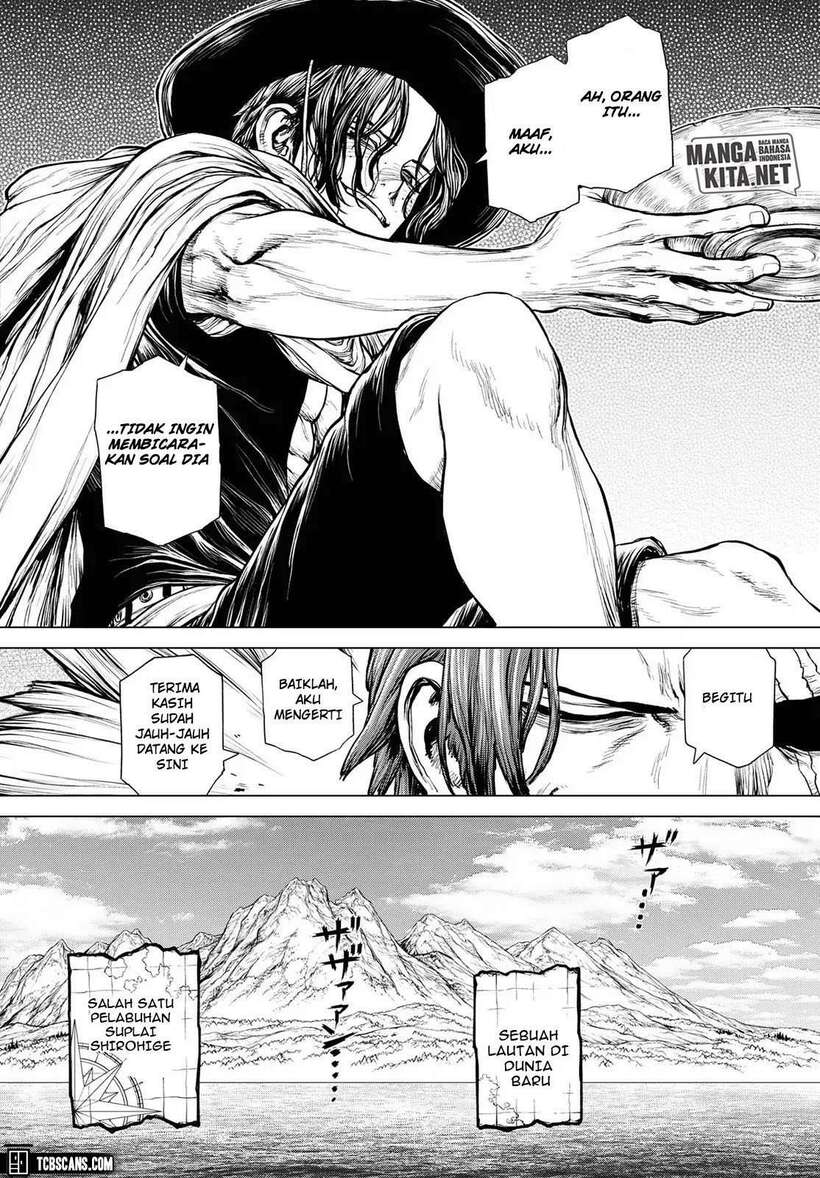 AH, ORANG
ITU...
MAAF,
AKU...
MANGA
KITA.NET
BACA MANGA
BAHASA
INDONESIA
...TIDAK INGIN
MEMBICARA-
KAN SOAL DIA
BEGITU
BAIKLAH,
AKU
MENGERTI
TERIMA
KASIH
SUDAH
JAUH-JAUH
DATANG KE
SINI
ザザァ
ザザァァン
SEBUAH
LAUTAN DI
DUNIA
BARU
SALAH SATU
PELABUHAN
SUPLAI
SHIROHIGE
TCBSCANS.COM